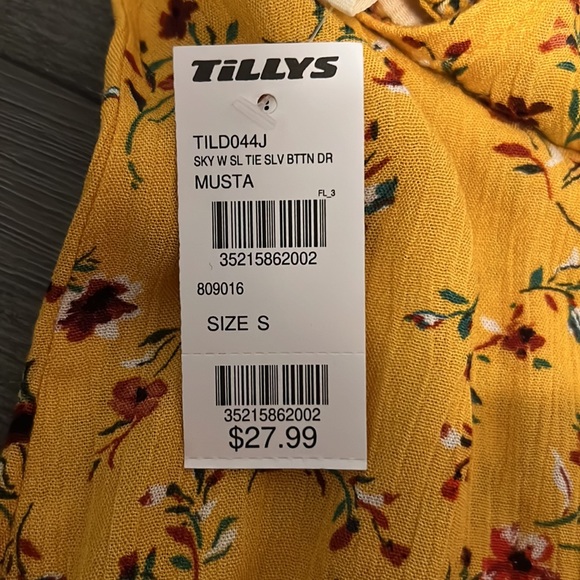 TiLLYS
TILD044J
SKY W SL TIE SLV BTTN DR
MUSTA
FL_3
35215862002
809016
SIZE S
35215862002
$27.99